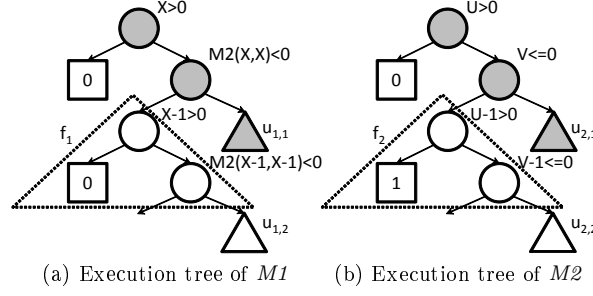 X>0
U>0
M2(X,X)<0
V<=0
0
0
X-1>0
U-1>0
f1
u1,1
f2
u2,1
M2(X-1,X-1)<0
V-1<=0
0
1
u1,2
u2,2
(a) Execution tree of M1
(b) Execution tree of M2